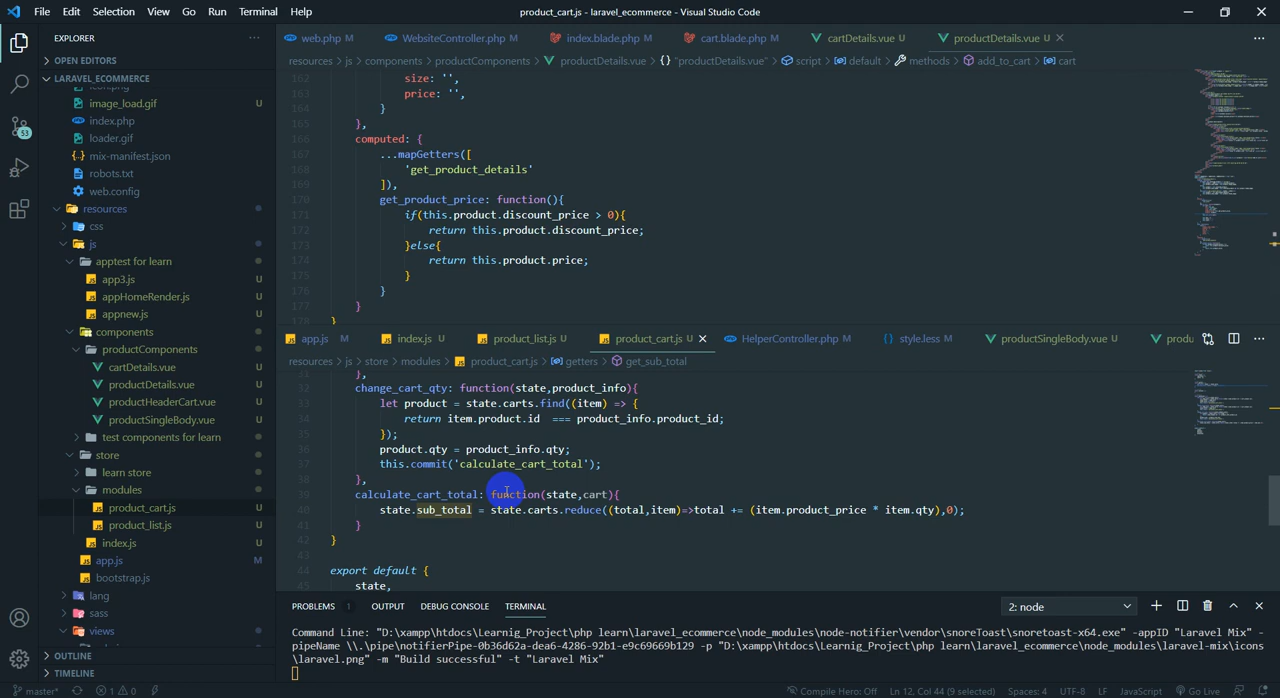 File Edit Selection View Go Run Terminal Help product_cart.js - laravel_ecommerce - Visual Studio Code
EXPLORER
OPEN EDITORS
LARAVEL_ECOMMERCE
image_load.gif U
index.php
loader.gif
mix-manifest.json
robots.txt
web.config
resources
css
js
apptest for learn
app3.js U
appHomeRender.js U
appnew.js U
components
productComponents
cartDetails.vue U
productDetails.vue U
productHeaderCart.vue U
productSingleBody.vue U
test components for learn
store
learn store
modules
product_cart.js U
product_list.js U
index.js U
app.js M
bootstrap.js
lang
sass
views
OUTLINE
TIMELINE
53
web.php M WebsiteController.php M index.blade.php M cart.blade.php M cartDetails.vue U productDetails.vue U
resources > js > components > productComponents > productDetails.vue > {} "productDetails.vue" > script > default > methods > add_to_cart > cart
162 size: '',
163 price: '',
164 }
165 },
166 computed: {
167 ...mapGetters([
168 'get_product_details'
169 ]),
170 get_product_price: function(){
171 if(this.product.discount_price > 0){
172 return this.product.discount_price;
173 }else{
174 return this.product.price;
175 }
176 }
177 }
178 }
app.js M index.js U product_list.js U product_cart.js U HelperController.php M style.less M productSingleBody.vue U produ
resources > js > store > modules > product_cart.js > getters > get_sub_total
31 },
32 change_cart_qty: function(state,product_info){
33 let product = state.carts.find((item) => {
34 return item.product.id === product_info.product_id;
35 });
36 product.qty = product_info.qty;
37 this.commit('calculate_cart_total');
38 },
39 calculate_cart_total: function(state,cart){
40 state.sub_total = state.carts.reduce((total,item)=>total += (item.product_price * item.qty),0);
41 }
42 }
43
44 export default {
45 state,
PROBLEMS 1 OUTPUT DEBUG CONSOLE TERMINAL 2: node
Command Line: "D:\xampp\htdocs\Learnig_Project\php learn\laravel_ecommerce\node_modules\node-notifier\vendor\snoreToast\snoretoast-x64.exe" -appID "Laravel Mix" -
pipeName \\.\pipe\notifierPipe-0b36d62a-dea6-4286-92b1-e9c69669b129 -p "D:\xampp\htdocs\Learnig_Project\php learn\laravel_ecommerce\node_modules\laravel-mix\icons
\laravel.png" -m "Build successful" -t "Laravel Mix"
master* 1 0 Compile Hero: Off Ln 12, Col 44 (9 selected) Spaces: 4 UTF-8 LF JavaScript Go Live